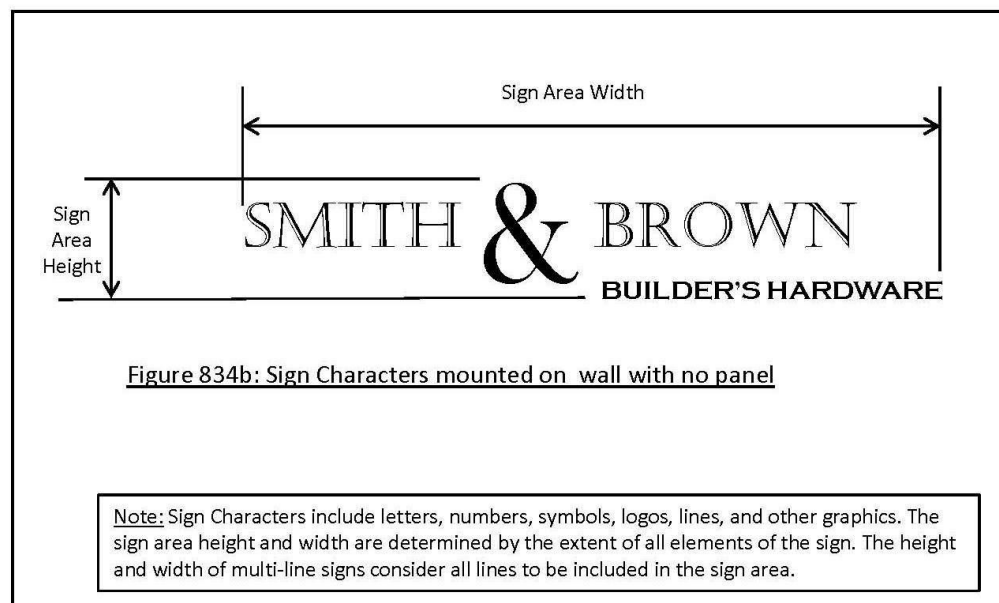 Sign Area Width
Sign
Area
Height
SMITH & BROWN
BUILDER'S HARDWARE
Figure 834b: Sign Characters mounted on wall with no panel
Note: Sign Characters include letters, numbers, symbols, logos, lines, and other graphics. The
sign area height and width are determined by the extent of all elements of the sign. The height
and width of multi-line signs consider all lines to be included in the sign area.